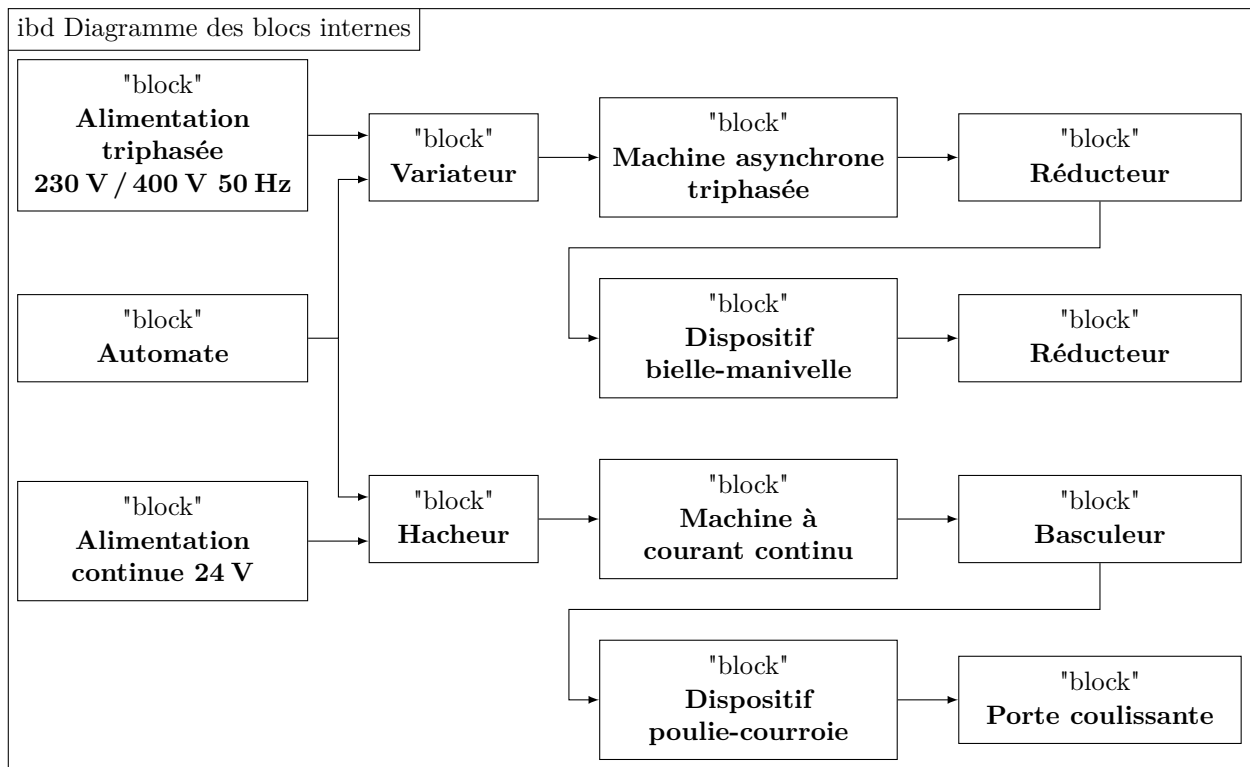 ibd Diagramme des blocs internes
"block"
Alimentation
triphasée
230 V / 400 V 50 Hz
"block"
Variateur
"block"
Machine asynchrone
triphasée
"block"
Réducteur
"block"
Automate
"block"
Dispositif
bielle-manivelle
"block"
Réducteur
"block"
Alimentation
continue 24 V
"block"
Hacheur
"block"
Machine à
courant continu
"block"
Basculeur
"block"
Dispositif
poulie-courroie
"block"
Porte coulissante